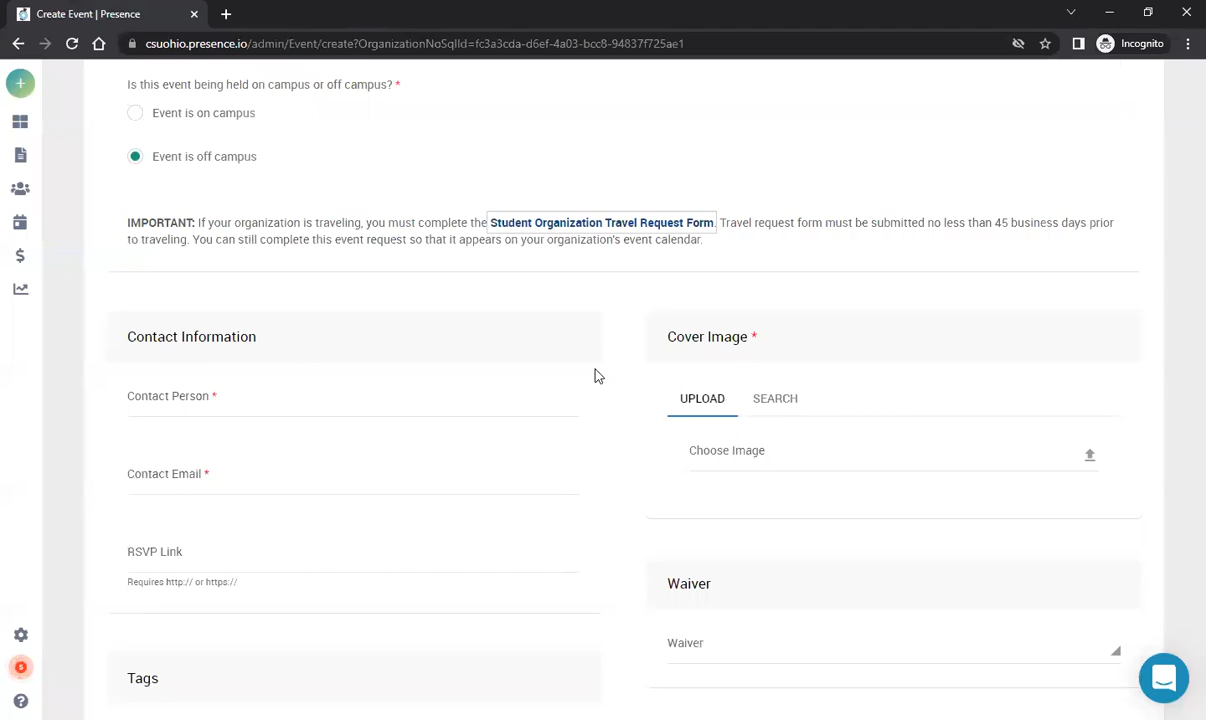 Create Event | Presence
csuohio.presence.io/admin/Event/create?OrganizationNoSqlId=fc3a3cda-d6ef-4a03-bcc8-94837f725ae1
Incognito
Is this event being held on campus or off campus? *
Event is on campus
Event is off campus
IMPORTANT: If your organization is traveling, you must complete the Student Organization Travel Request Form. Travel request form must be submitted no less than 45 business days prior
to traveling. You can still complete this event request so that it appears on your organization's event calendar.
Contact Information
Cover Image *
Contact Person *
UPLOAD SEARCH
Choose Image
Contact Email *
RSVP Link
Requires http:// or https://
Waiver
Waiver
Tags